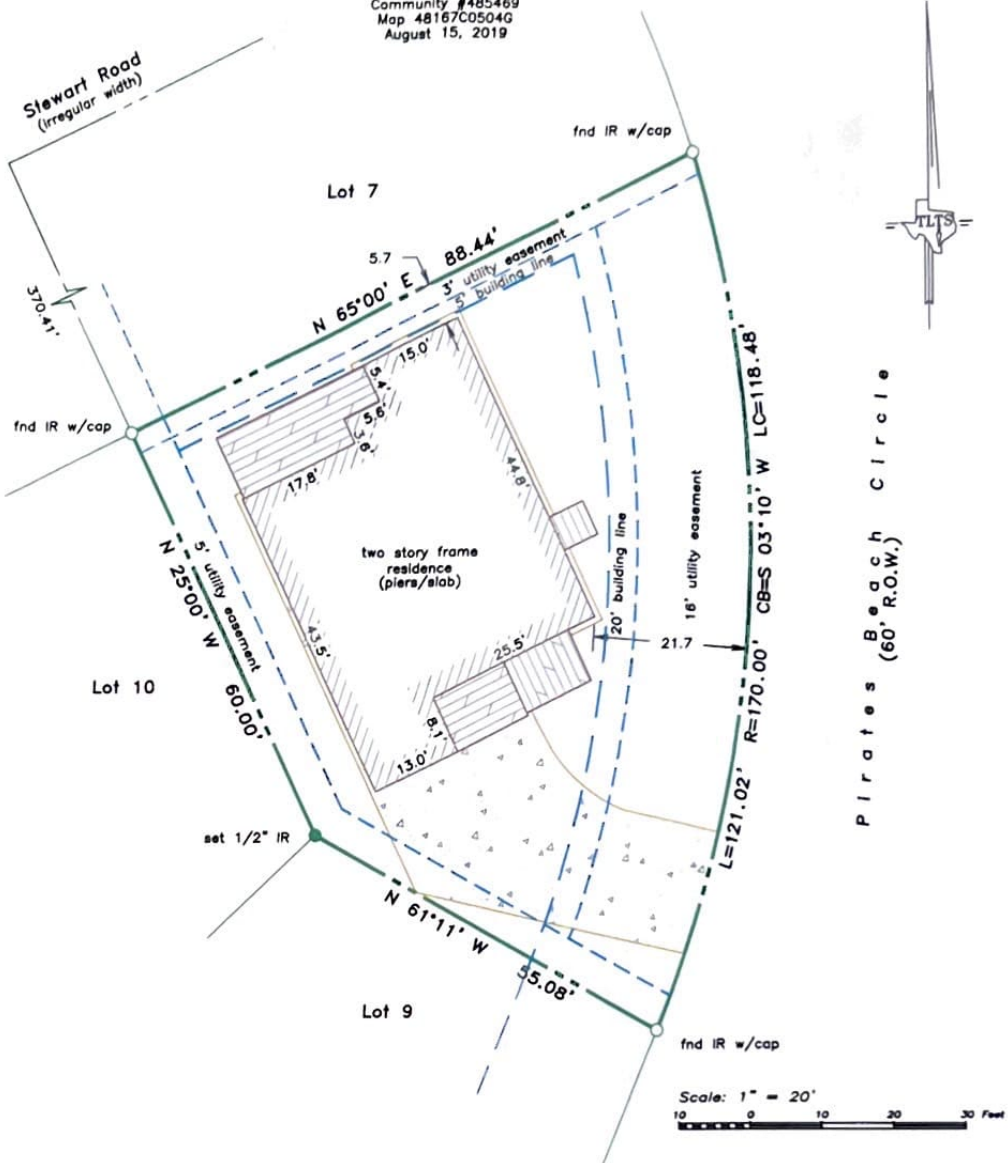 Community #485469
Map 48167C0504G
August 15, 2019
Stewart Road
(irregular width)
fnd IR w/cap
Lot 7
TLTS
5.7
88.44'
N 65°00' E
3' utility easement
5' building line
370.41'
15.0'
5.4'
5.6'
3.6'
17.8'
fnd IR w/cap
44.8'
LC=118.48'
CB=S 03°10' W
R=170.00'
L=121.02'
Pirates Beach Circle
(60' R.O.W.)
16' utility easement
20' building line
21.7
two story frame
residence
(piers/slab)
N 25°00' W
60.00'
5' utility easement
43.5'
25.5'
8.1'
13.0'
Lot 10
set 1/2" IR
N 61°11' W
55.08'
Lot 9
fnd IR w/cap
Scale: 1" = 20'
10 0 10 20 30 Feet